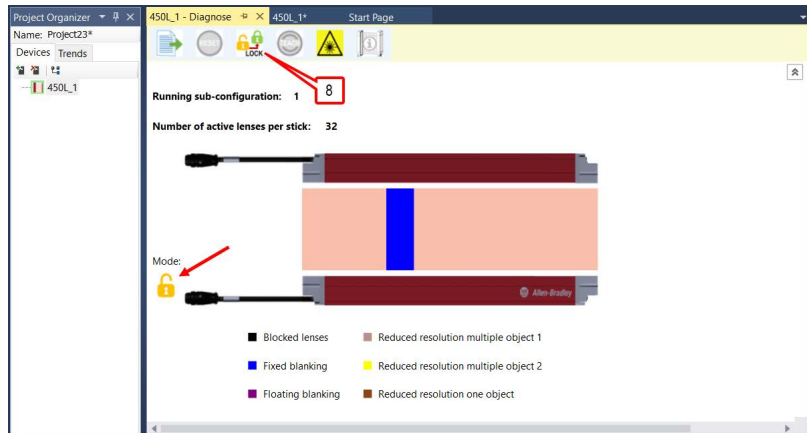 Project Organizer
Name: Project23*
Devices Trends
450L_1
450L_1 - Diagnose 450L_1* Start Page
RESET LOCK TEACH
8
Running sub-configuration: 1
Number of active lenses per stick: 32
Mode:
Allen-Bradley
Blocked lenses Reduced resolution multiple object 1
Fixed blanking Reduced resolution multiple object 2
Floating blanking Reduced resolution one object